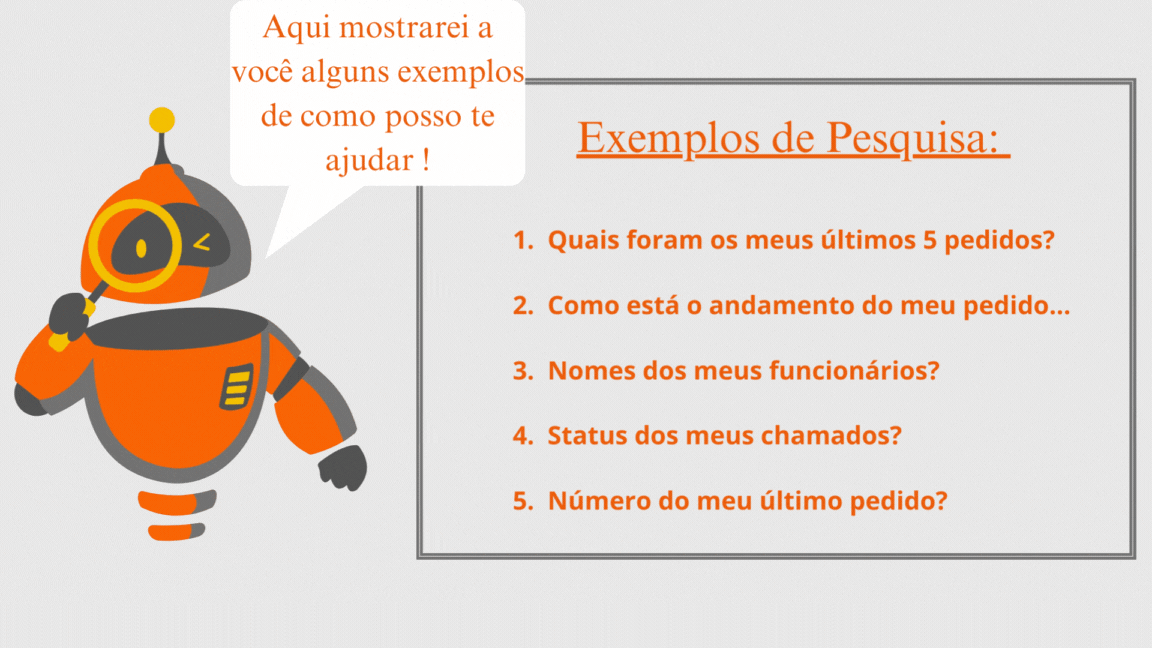 Aqui mostrarei a
você alguns exemplos
de como posso te
ajudar !
Exemplos de Pesquisa:
1. Quais foram os meus últimos 5 pedidos?
2. Como está o andamento do meu pedido...
3. Nomes dos meus funcionários?
4. Status dos meus chamados?
5. Número do meu último pedido?